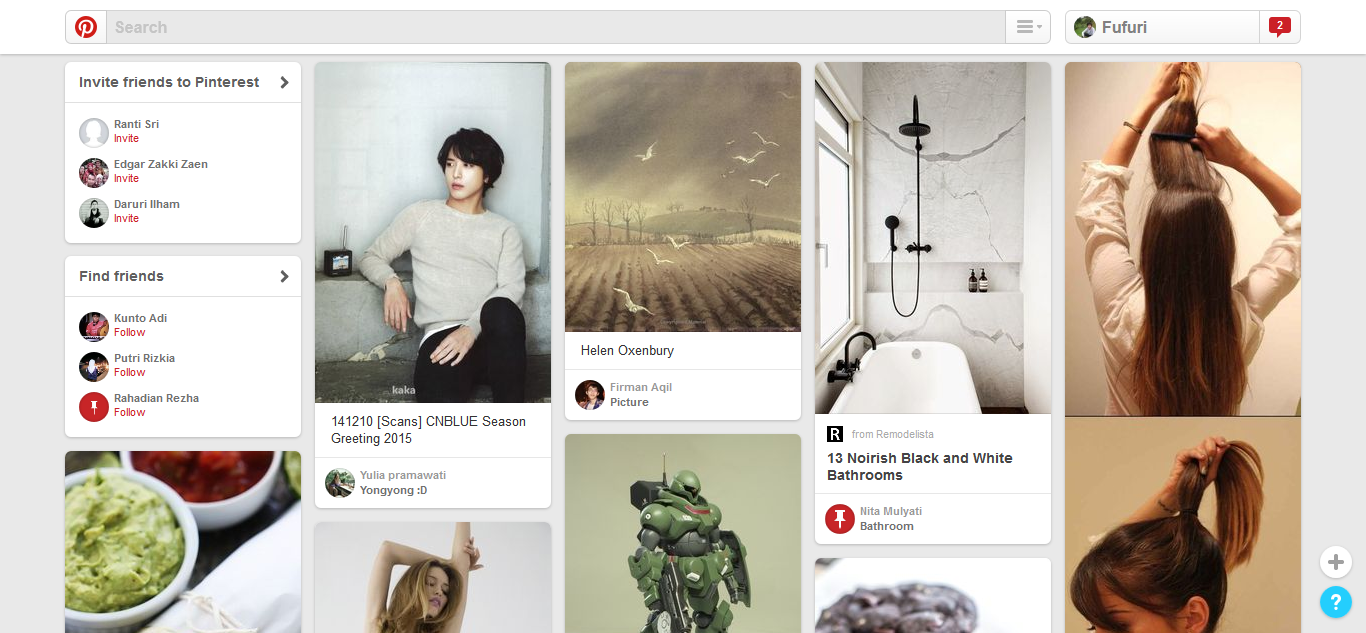 Search
Fufuri
2
Invite friends to Pinterest
Ranti Sri
Invite
Edgar Zakki Zaen
Invite
Daruri Ilham
Invite
Find friends
Kunto Adi
Follow
Putri Rizkia
Follow
Rahadian Rezha
Follow
kaka
141210 [Scans] CNBLUE Season
Greeting 2015
Yulia pramawati
Yongyong :D
Helen Oxenbury
Firman Aqil
Picture
R
from Remodelista
13 Noirish Black and White
Bathrooms
Nita Mulyati
Bathroom
+
?